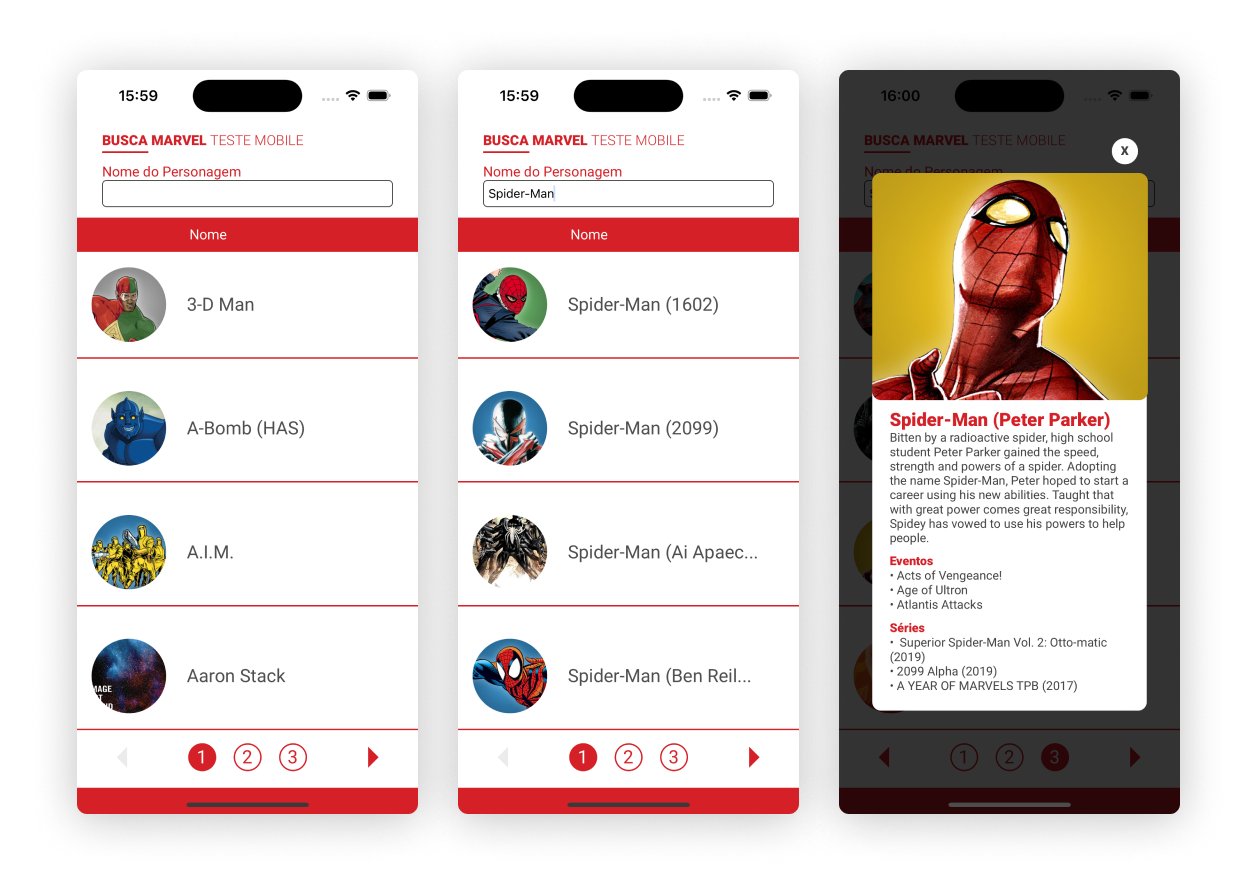 15:59
BUSCA MARVEL TESTE MOBILE
Nome do Personagem
Nome
3-D Man
A-Bomb (HAS)
A.I.M.
Aaron Stack
1 2 3
15:59
BUSCA MARVEL TESTE MOBILE
Nome do Personagem
Spider-Man
Nome
Spider-Man (1602)
Spider-Man (2099)
Spider-Man (Ai Apaec...
Spider-Man (Ben Reil...
1 2 3
16:00
BUSCA MARVEL TESTE MOBILE
X
Nome do Personagem
Spider-Man (Peter Parker)
Bitten by a radioactive spider, high school
student Peter Parker gained the speed,
strength and powers of a spider. Adopting
the name Spider-Man, Peter hoped to start a
career using his new abilities. Taught that
with great power comes great responsibility,
Spidey has vowed to use his powers to help
people.
Eventos
• Acts of Vengeance!
• Age of Ultron
• Atlantis Attacks
Séries
• Superior Spider-Man Vol. 2: Otto-matic
(2019)
• 2099 Alpha (2019)
• A YEAR OF MARVELS TPB (2017)
1 2 3